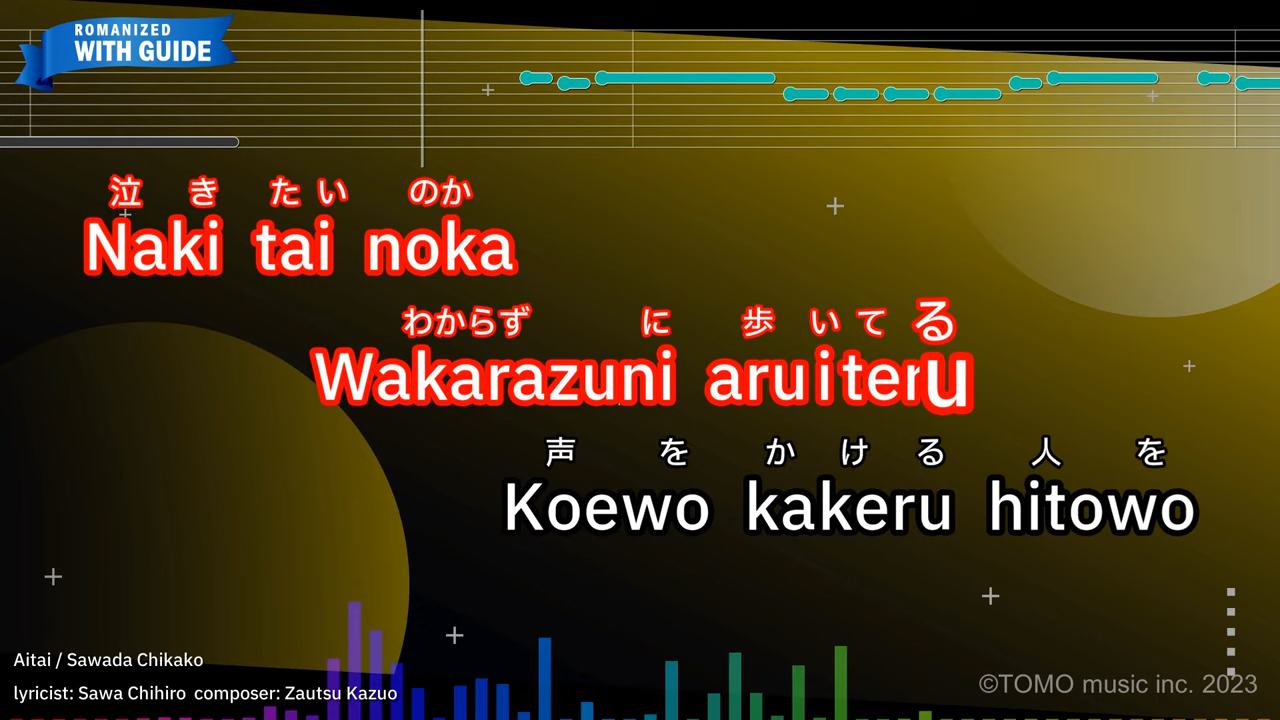 ROMANIZED
WITH GUIDE
泣 き た い のか
Naki tai noka
わからず に 歩 い て る
Wakarazuni aruiteru
声 を か け る 人 を
Koewo kakeru hitowo
Aitai / Sawada Chikako
lyricist: Sawa Chihiro composer: Zautsu Kazuo
©TOMO music inc. 2023